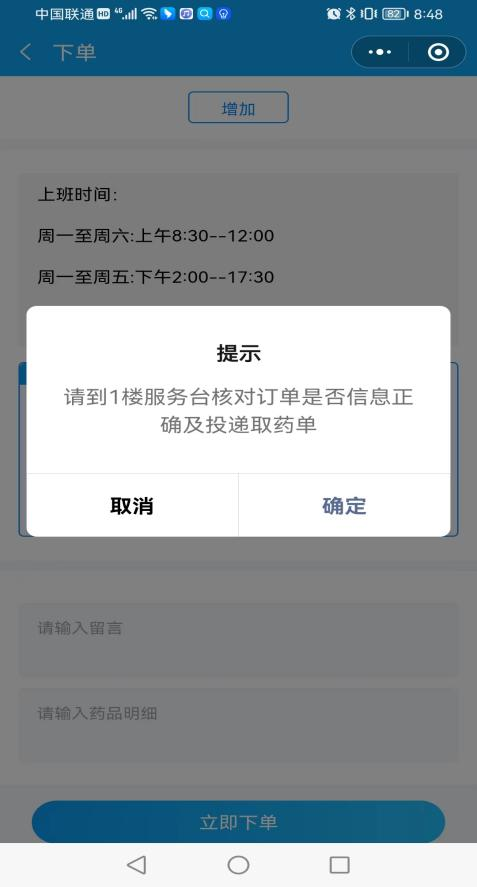 中国联通 HD 4G 82 8:48
下单
增加
上班时间:
周一至周六:上午8:30--12:00
周一至周五:下午2:00--17:30
提示
请到1楼服务台核对订单是否信息正
确及投递取药单
取消 确定
请输入留言
请输入药品明细
立即下单